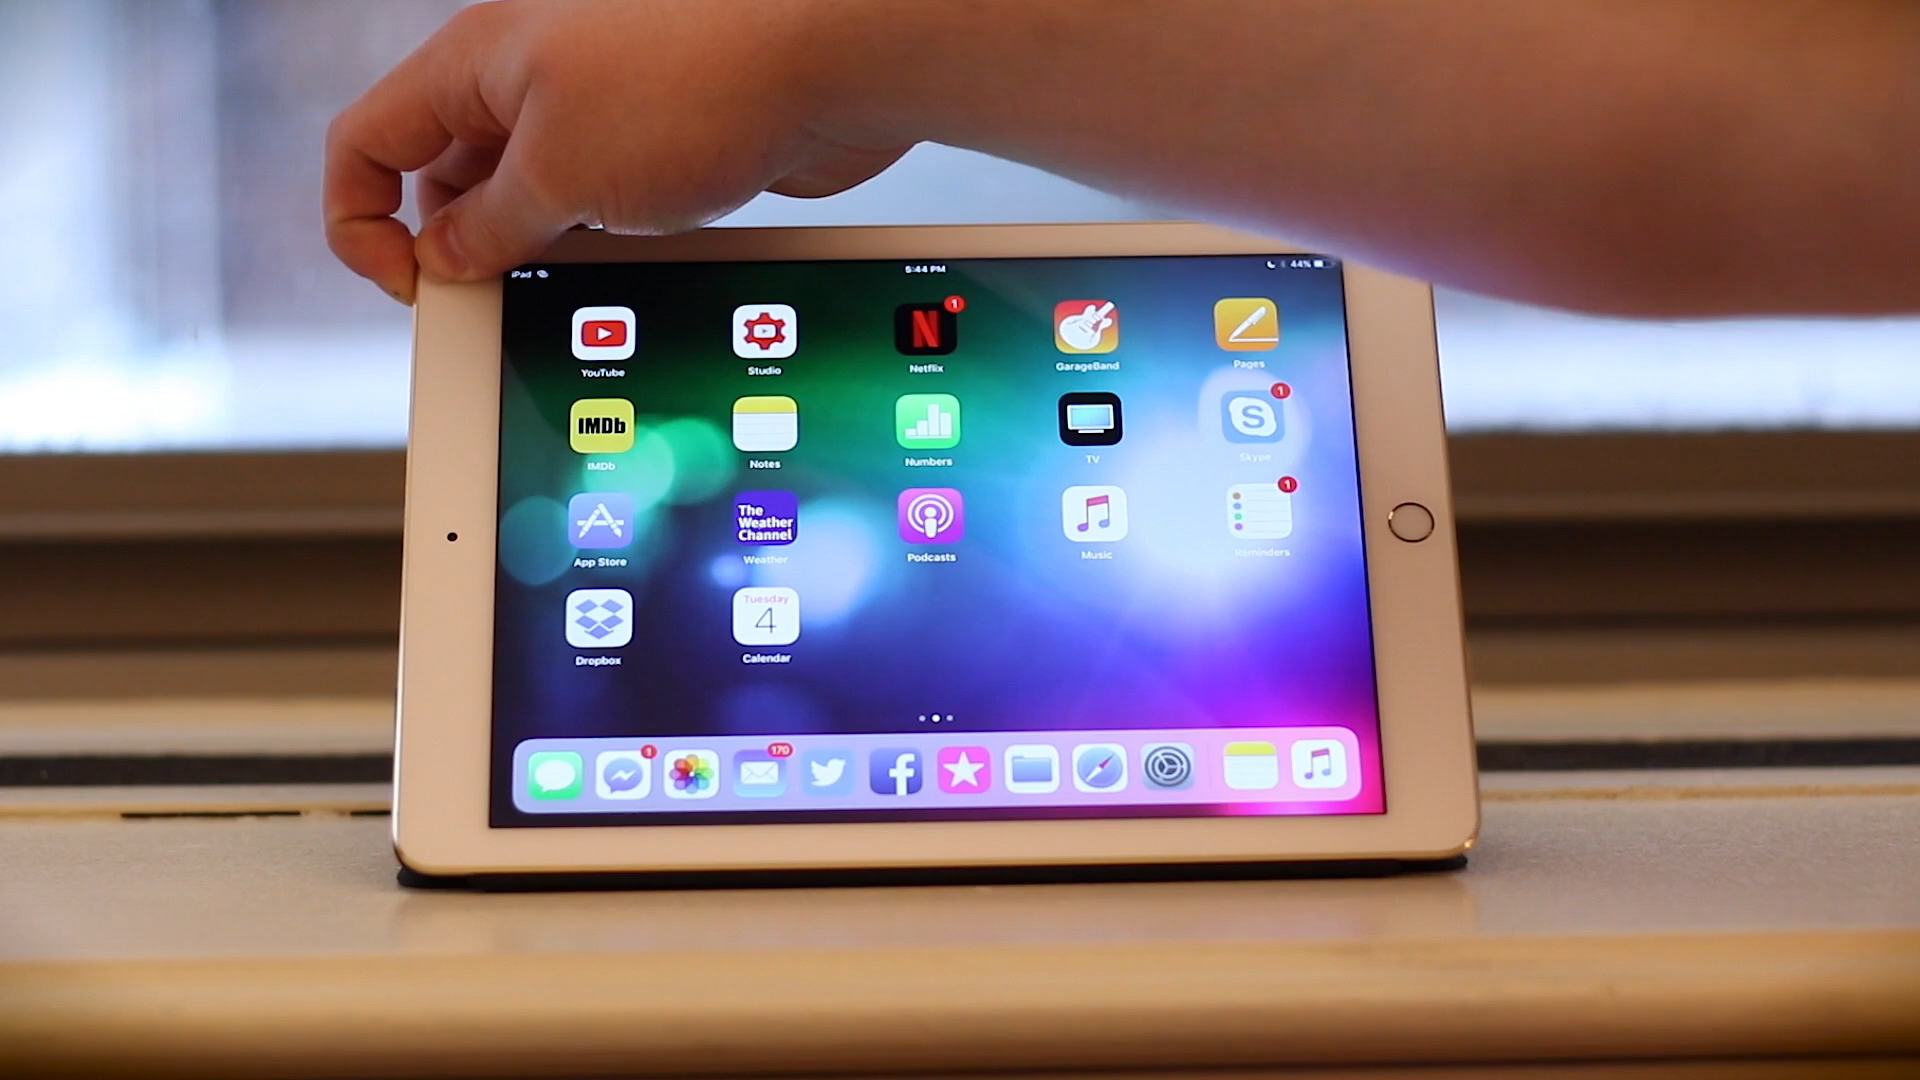 iPad
5:44 PM
44%
YouTube
Studio
N
1
Netflix
GarageBand
Pages
IMDb
IMDb
Notes
Numbers
TV
S
1
Skype
App Store
The
Weather
Channel
Weather
Podcasts
Music
1
Reminders
Dropbox
Tuesday
4
Calendar
1
170
f